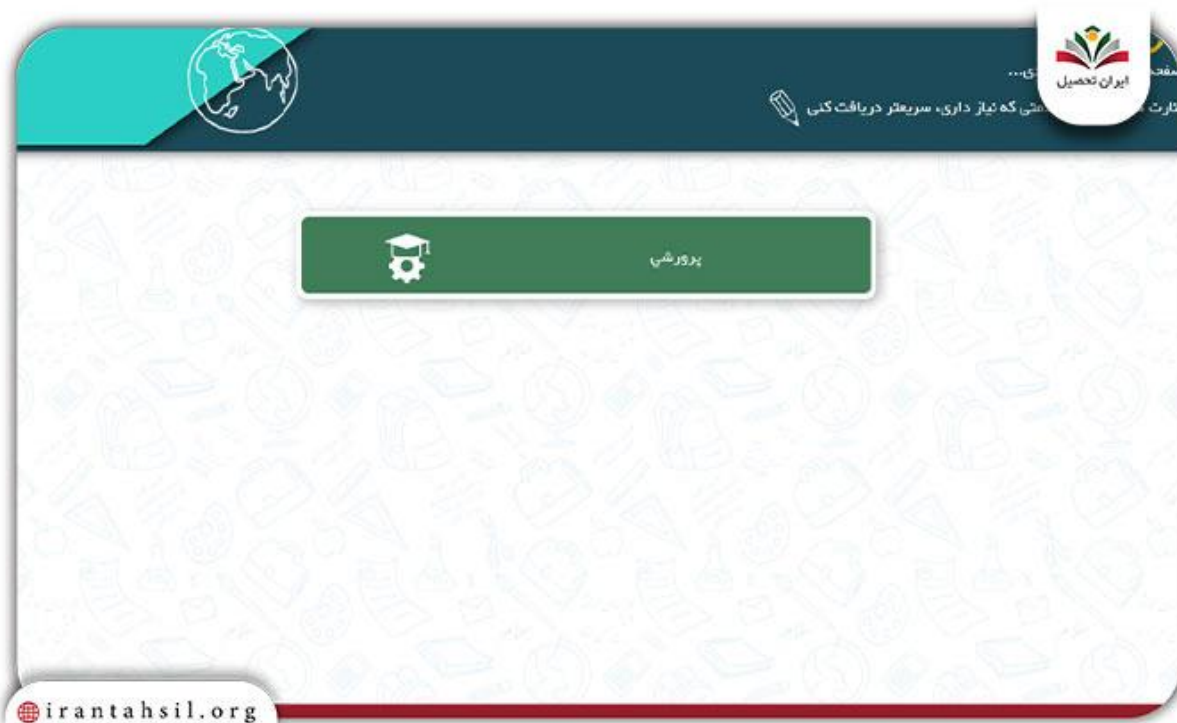 ایران تحصیل
که نیاز داری، سریعتر دریافت کنی
پرورشی
irantahsil.org